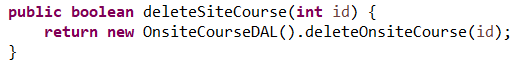 public boolean deleteSiteCourse(int id) {
    return new OnsiteCourseDAL().deleteOnsiteCourse(id);
}